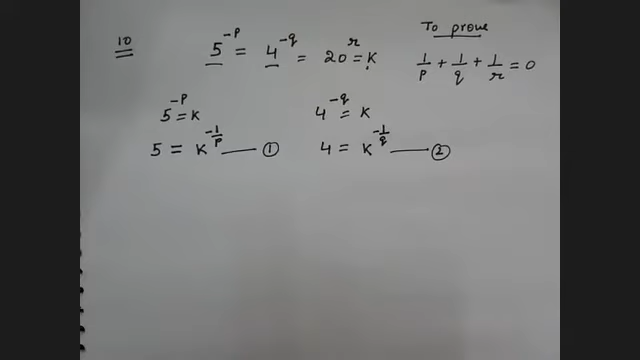 10
5^{-p} = 4^{-q} = 20^{r} = K
To prove
1/p + 1/q + 1/r = 0
5^{-p} = K
4^{-q} = K
5 = K^{-1/p} —— ①
4 = K^{-1/q} —— ②